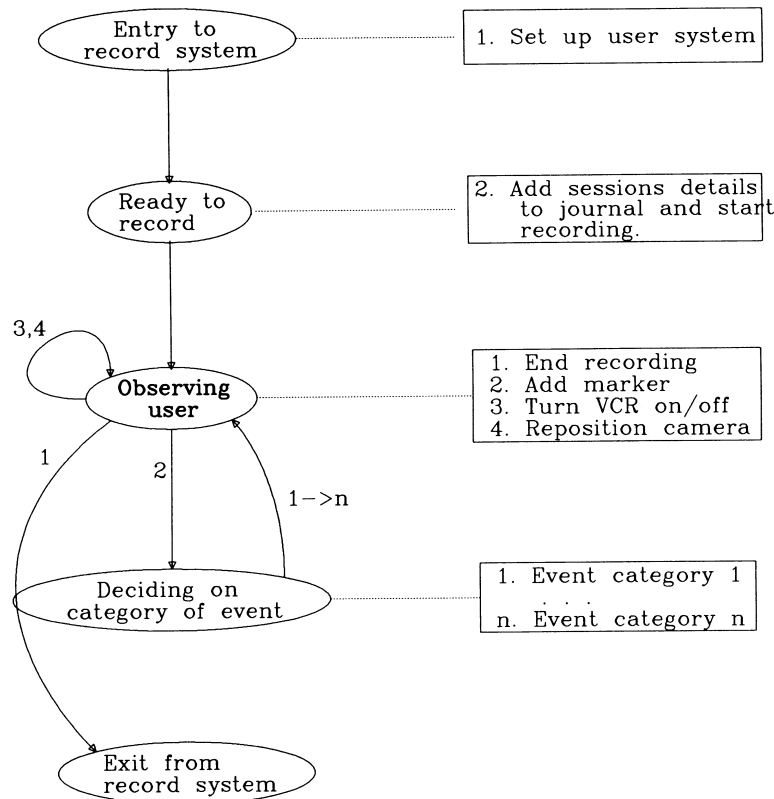 Entry to
record system
1. Set up user system
Ready to
record
2. Add sessions details
to journal and start
recording.
3,4
Observing
user
1. End recording
2. Add marker
3. Turn VCR on/off
4. Reposition camera
1
2
1->n
Deciding on
category of event
1. Event category 1
. . .
n. Event category n
Exit from
record system